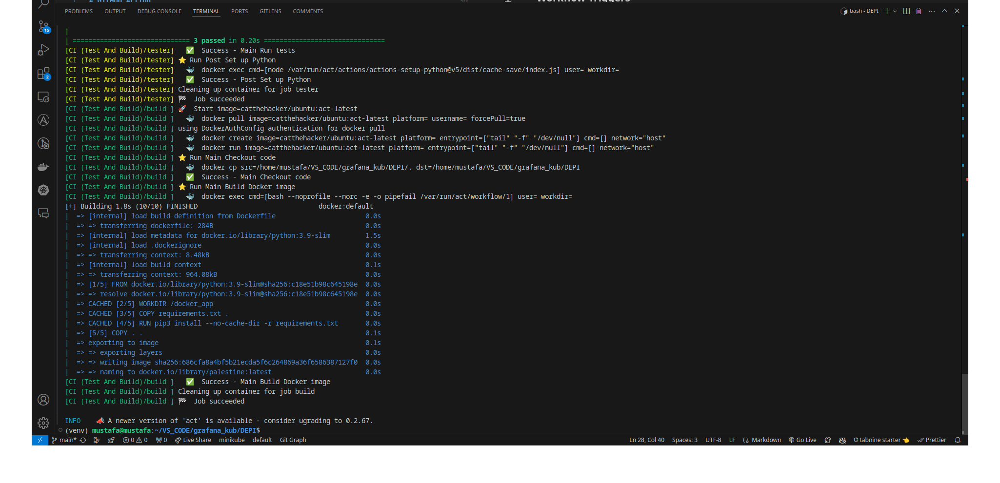 # GitHub Action
Workflow Triggers
PROBLEMS OUTPUT DEBUG CONSOLE TERMINAL PORTS GITLENS COMMENTS
bash - DEPI
15
2
| ============================== 3 passed in 0.20s ===============================
[CI (Test And Build)/tester] ✅ Success - Main Run tests
[CI (Test And Build)/tester] ⭐ Run Post Set up Python
[CI (Test And Build)/tester] 🐳 docker exec cmd=[node /var/run/act/actions/actions-setup-python@v5/dist/cache-save/index.js] user= workdir=
[CI (Test And Build)/tester] ✅ Success - Post Set up Python
[CI (Test And Build)/tester] Cleaning up container for job tester
[CI (Test And Build)/tester] 🏁 Job succeeded
[CI (Test And Build)/build ] 🚀 Start image=catthehacker/ubuntu:act-latest
[CI (Test And Build)/build ] 🐳 docker pull image=catthehacker/ubuntu:act-latest platform= username= forcePull=true
[CI (Test And Build)/build ] using DockerAuthConfig authentication for docker pull
[CI (Test And Build)/build ] 🐳 docker create image=catthehacker/ubuntu:act-latest platform= entrypoint=["tail" "-f" "/dev/null"] cmd=[] network="host"
[CI (Test And Build)/build ] 🐳 docker run image=catthehacker/ubuntu:act-latest platform= entrypoint=["tail" "-f" "/dev/null"] cmd=[] network="host"
[CI (Test And Build)/build ] ⭐ Run Main Checkout code
[CI (Test And Build)/build ] 🐳 docker cp src=/home/mustafa/VS_CODE/grafana_kub/DEPI/. dst=/home/mustafa/VS_CODE/grafana_kub/DEPI
[CI (Test And Build)/build ] ✅ Success - Main Checkout code
[CI (Test And Build)/build ] ⭐ Run Main Build Docker image
[CI (Test And Build)/build ] 🐳 docker exec cmd=[bash --noprofile --norc -e -o pipefail /var/run/act/workflow/1] user= workdir=
[+] Building 1.8s (10/10) FINISHED docker:default
| => [internal] load build definition from Dockerfile 0.0s
| => => transferring dockerfile: 284B 0.0s
| => [internal] load metadata for docker.io/library/python:3.9-slim 1.5s
| => [internal] load .dockerignore 0.0s
| => => transferring context: 8.48kB 0.0s
| => [internal] load build context 0.1s
| => => transferring context: 964.08kB 0.0s
| => [1/5] FROM docker.io/library/python:3.9-slim@sha256:c18e51b98c645198e 0.0s
| => => resolve docker.io/library/python:3.9-slim@sha256:c18e51b98c645198e 0.0s
| => CACHED [2/5] WORKDIR /docker_app 0.0s
| => CACHED [3/5] COPY requirements.txt . 0.0s
| => CACHED [4/5] RUN pip3 install --no-cache-dir -r requirements.txt 0.0s
| => [5/5] COPY . . 0.1s
| => exporting to image 0.1s
| => => exporting layers 0.0s
| => => writing image sha256:686cfa8a4bf5b21ecda5f6c264869a36f6586387127f0 0.0s
| => => naming to docker.io/library/palestine:latest 0.0s
[CI (Test And Build)/build ] ✅ Success - Main Build Docker image
[CI (Test And Build)/build ] Cleaning up container for job build
[CI (Test And Build)/build ] 🏁 Job succeeded
INFO 📣 A newer version of 'act' is available - consider ugrading to 0.2.67.
(venv) mustafa@mustafa:~/VS_CODE/grafana_kub/DEPI$
main* 0 0 0 Live Share minikube default Git Graph Ln 28, Col 40 Spaces: 3 UTF-8 LF Markdown Go Live tabnine starter 👈 Prettier